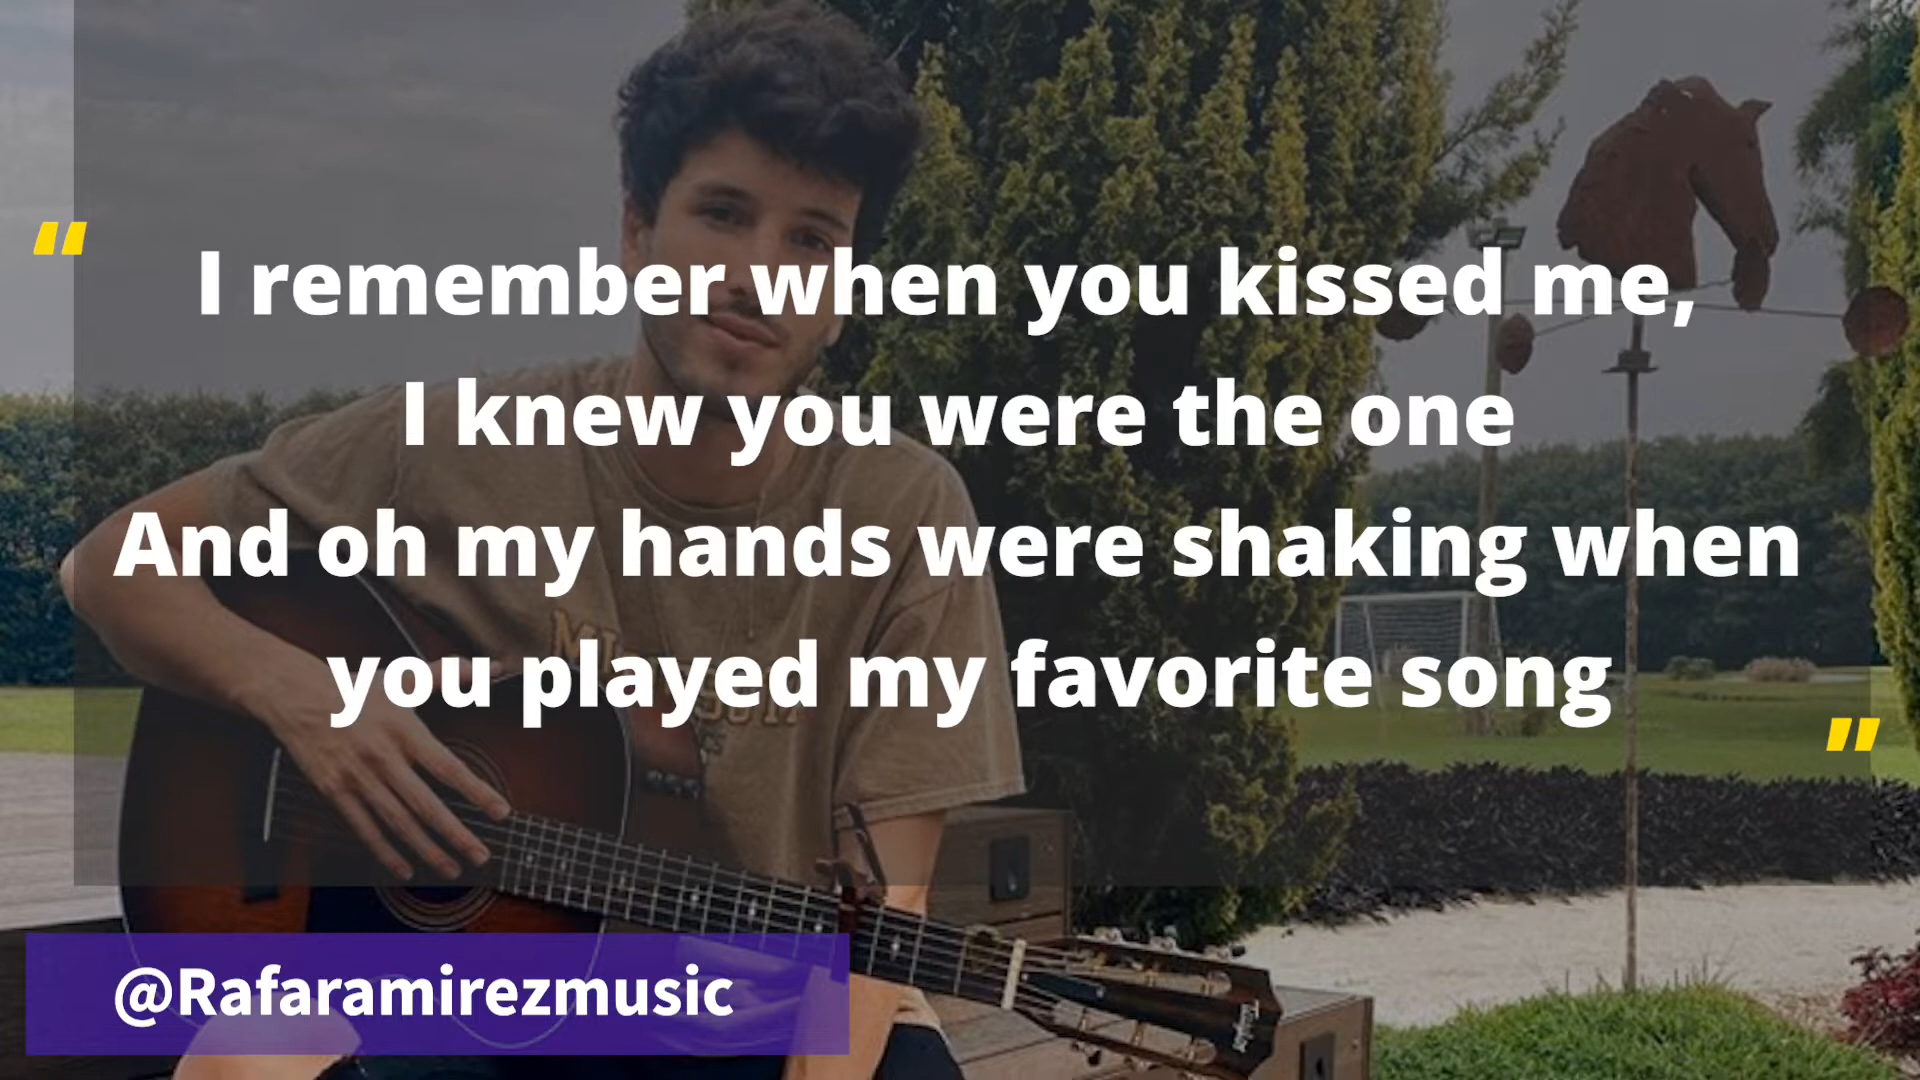 “
I remember when you kissed me,
I knew you were the one
And oh my hands were shaking when
you played my favorite song
”
@Rafaramirezmusic
Taylor